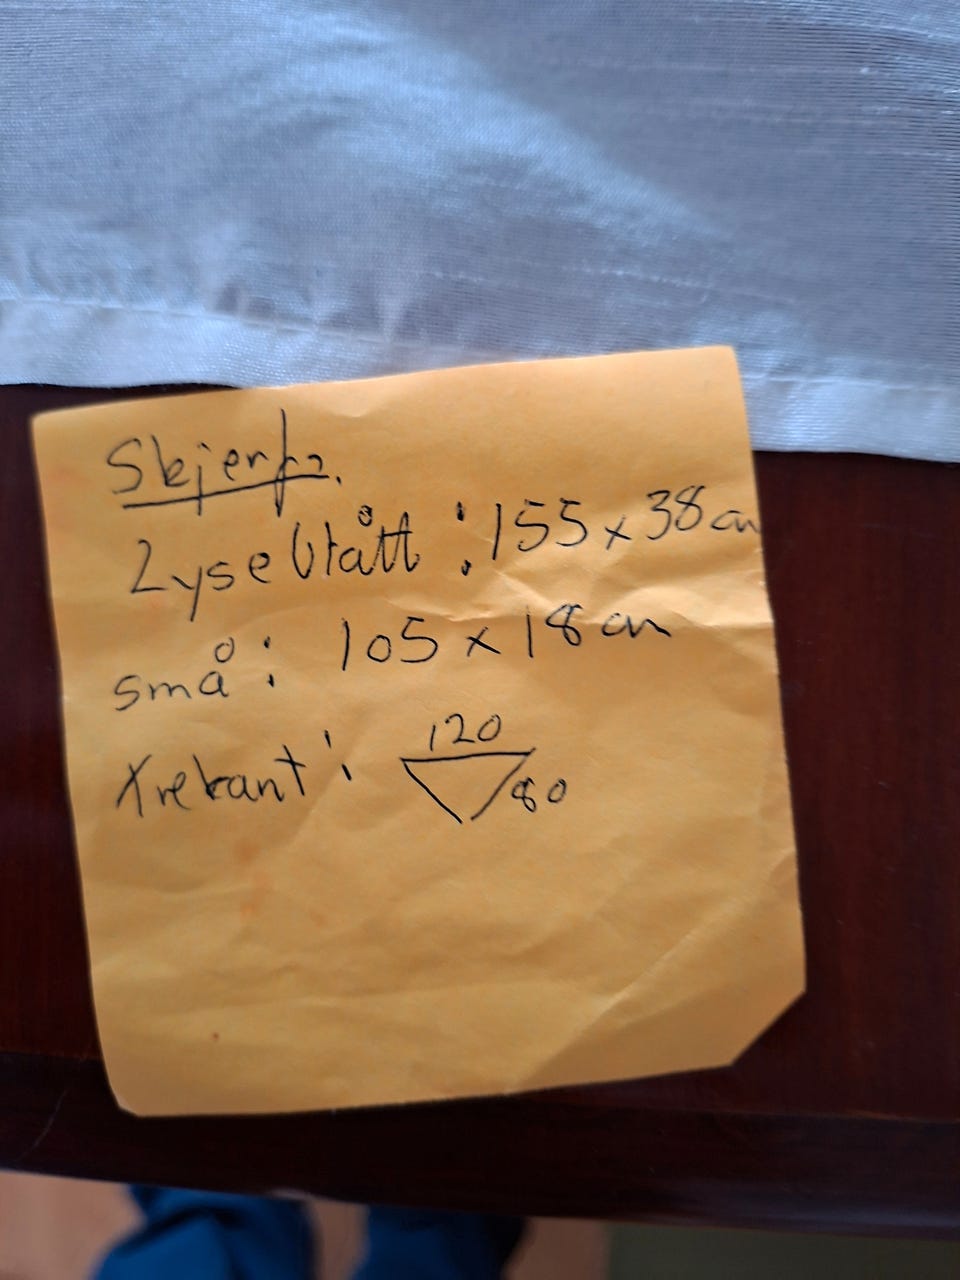 Skjerf.
Lyseblått: 155 x 38 cm
små: 105 x 18 cm
120
Trekant:
80